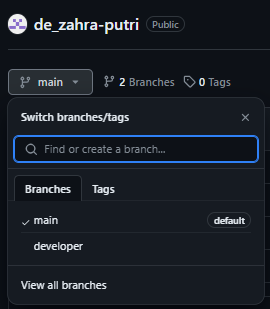 de_zahra-putri Public
main 2 Branches 0 Tags
Switch branches/tags
Find or create a branch...
Branches Tags
main default
developer
View all branches